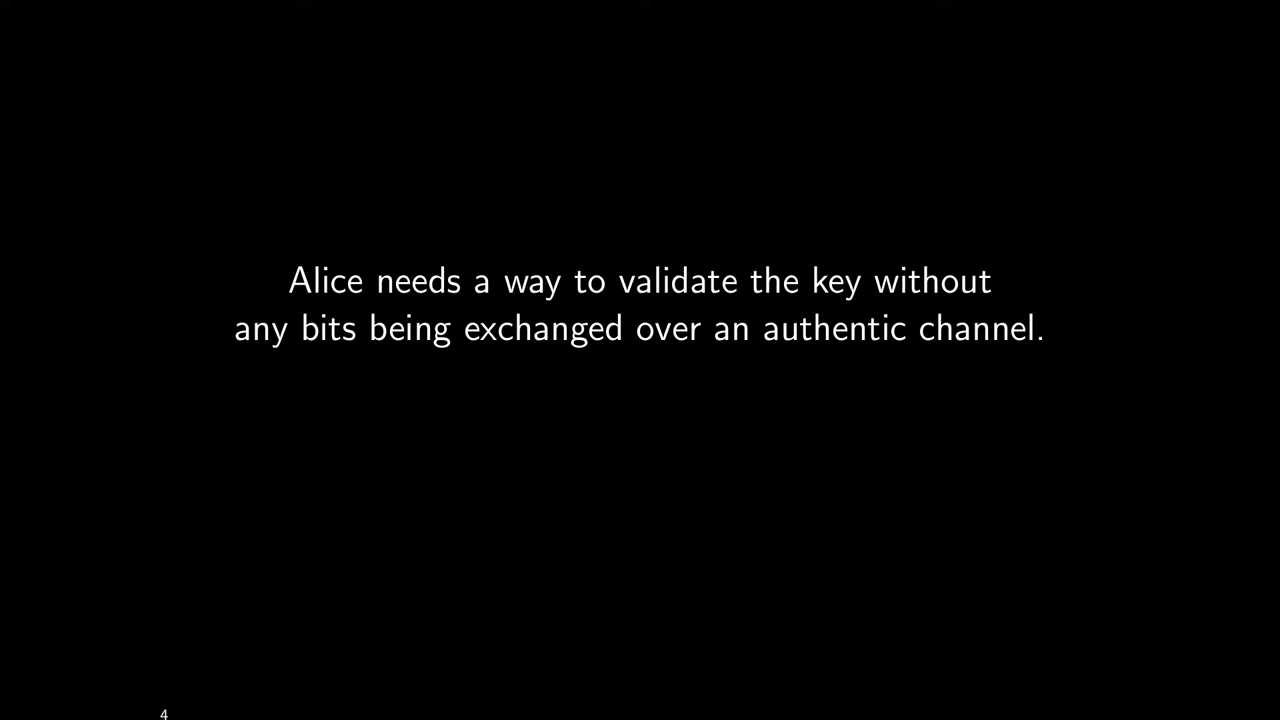 Alice needs a way to validate the key without
any bits being exchanged over an authentic channel.
4